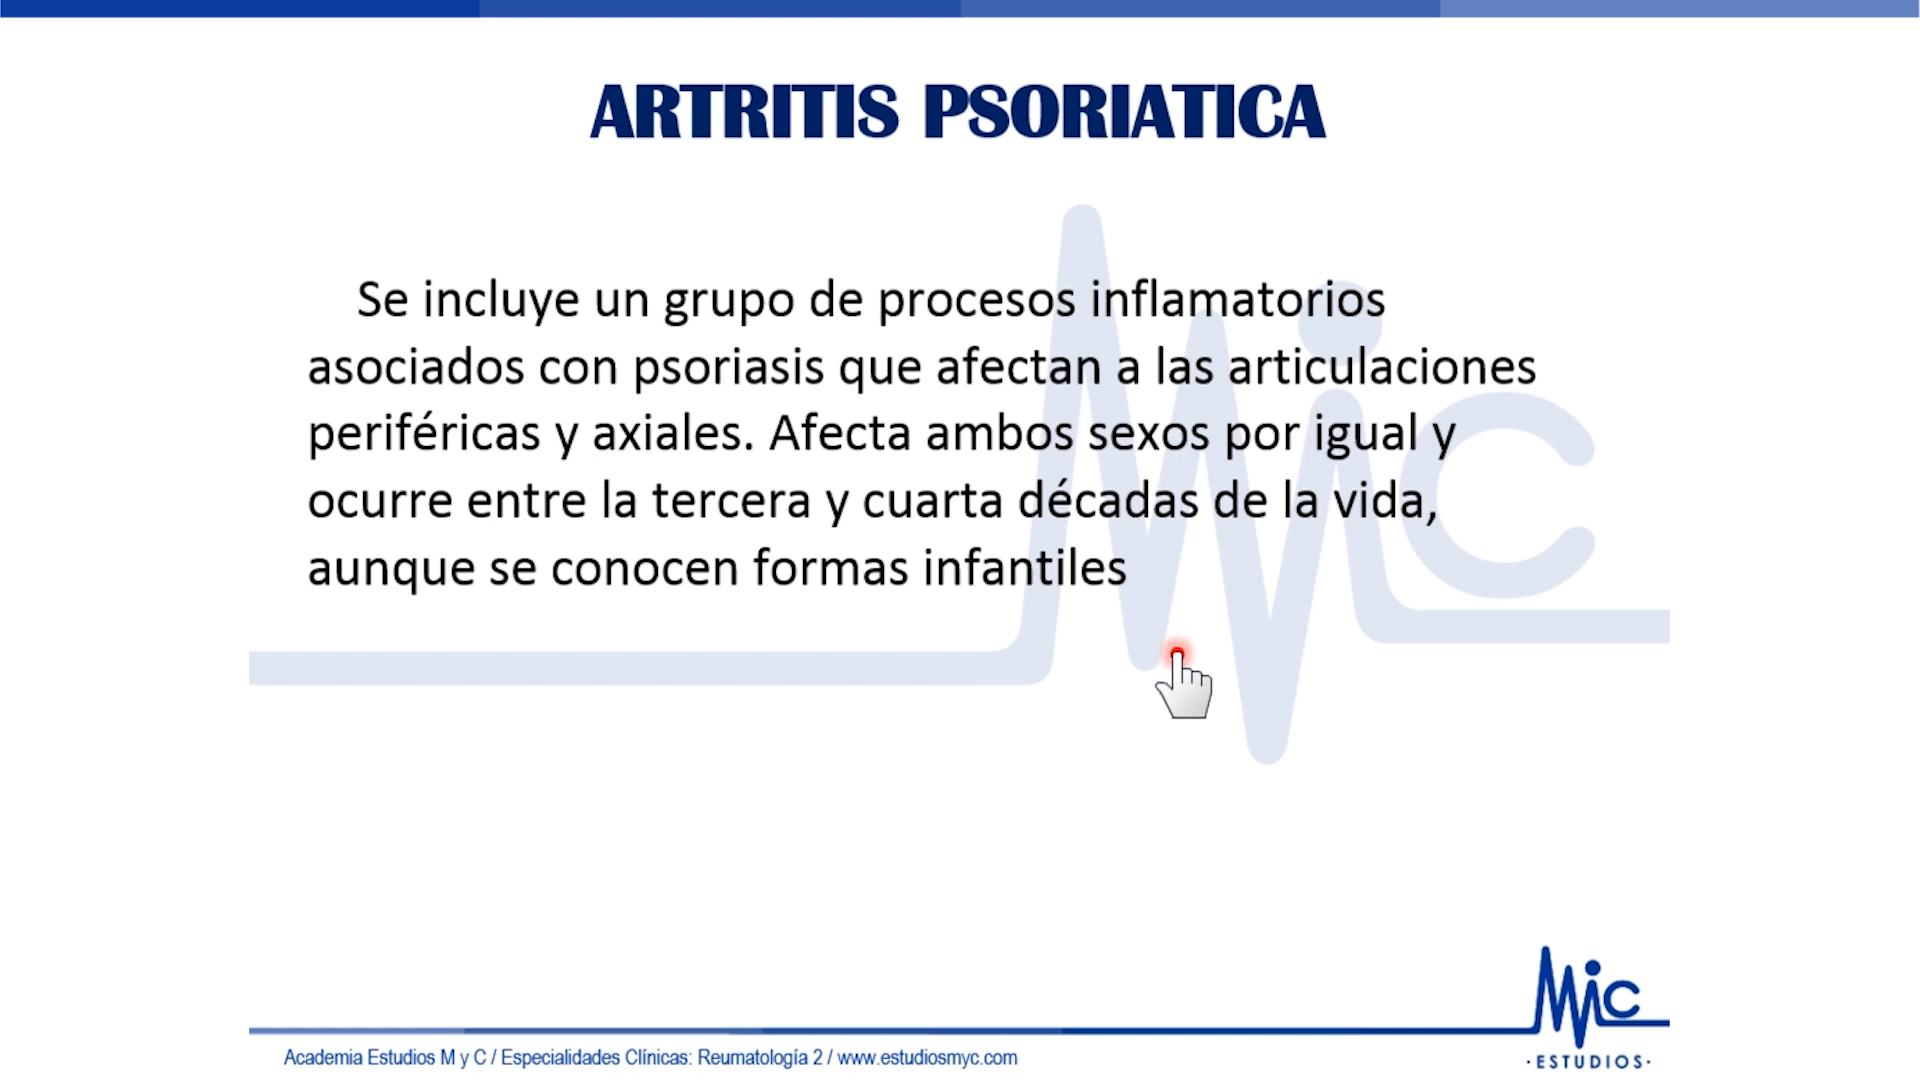 ARTRITIS PSORIATICA
Se incluye un grupo de procesos inflamatorios
asociados con psoriasis que afectan a las articulaciones
periféricas y axiales. Afecta ambos sexos por igual y
ocurre entre la tercera y cuarta décadas de la vida,
aunque se conocen formas infantiles
MiC
MiC
·ESTUDIOS·
Academia Estudios M y C / Especialidades Clínicas: Reumatología 2 / www.estudiosmyc.com